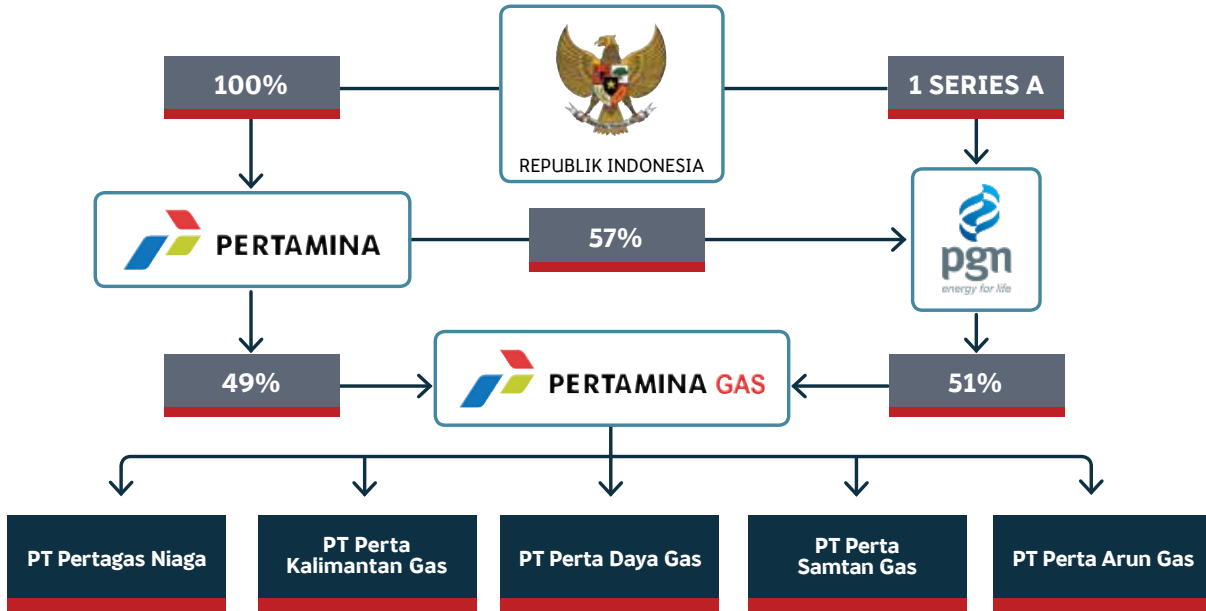 100%
1 SERIES A
REPUBLIK INDONESIA
PERTAMINA
57%
pgn
energy for life
49%
PERTAMINA GAS
51%
PT Pertagas Niaga
PT Perta
Kalimantan Gas
PT Perta Daya Gas
PT Perta
Samtan Gas
PT Perta Arun Gas